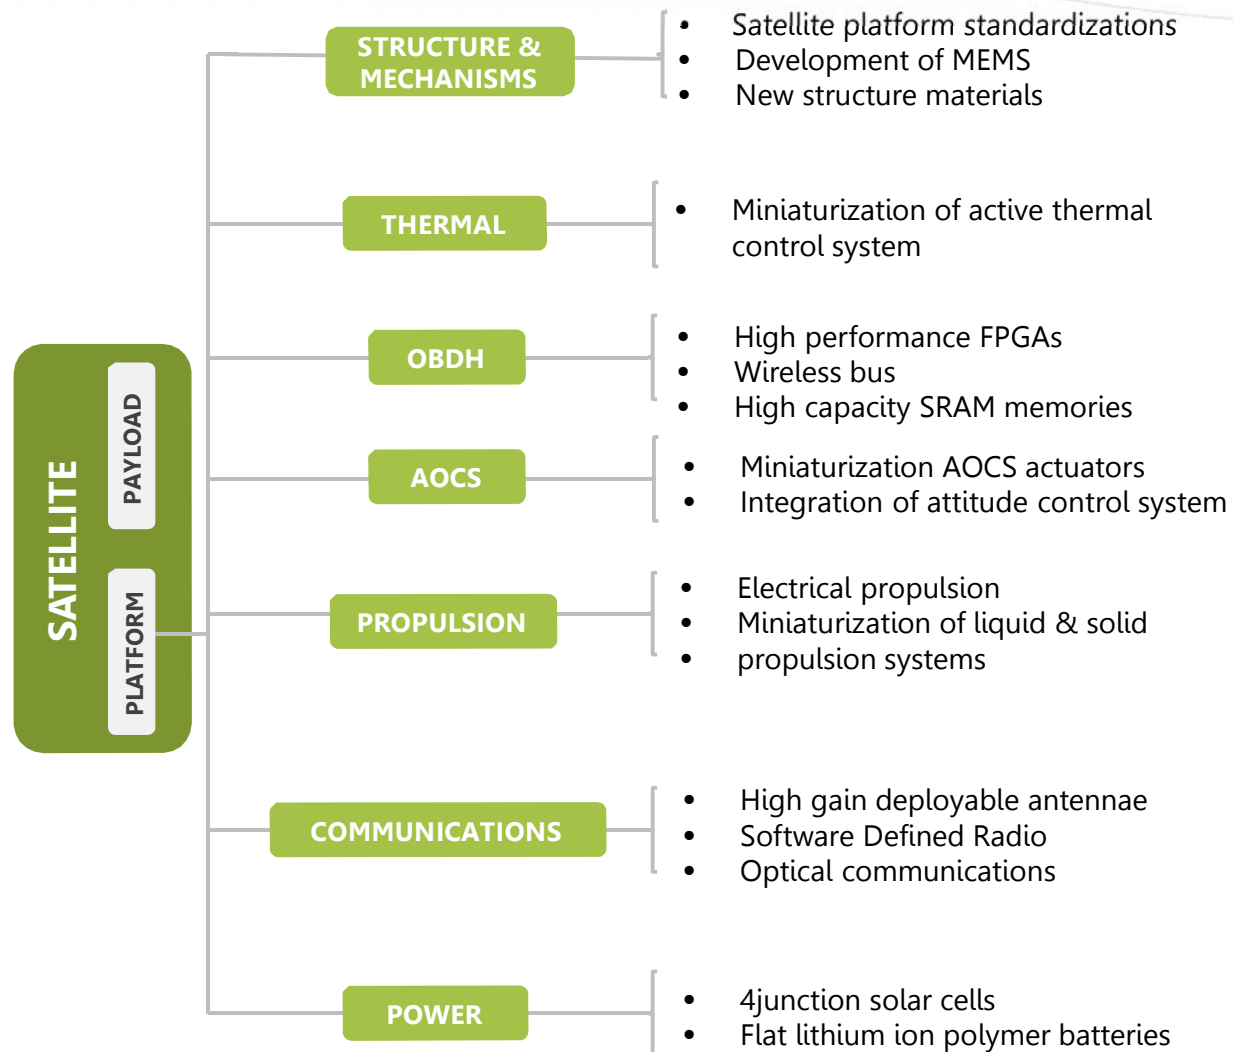 SATELLITE
PAYLOAD
PLATFORM
STRUCTURE &
MECHANISMS
• Satellite platform standardizations
• Development of MEMS
• New structure materials
THERMAL
• Miniaturization of active thermal
control system
OBDH
• High performance FPGAs
• Wireless bus
• High capacity SRAM memories
AOCS
• Miniaturization AOCS actuators
• Integration of attitude control system
PROPULSION
• Electrical propulsion
• Miniaturization of liquid & solid
• propulsion systems
COMMUNICATIONS
• High gain deployable antennae
• Software Defined Radio
• Optical communications
POWER
• 4junction solar cells
• Flat lithium ion polymer batteries